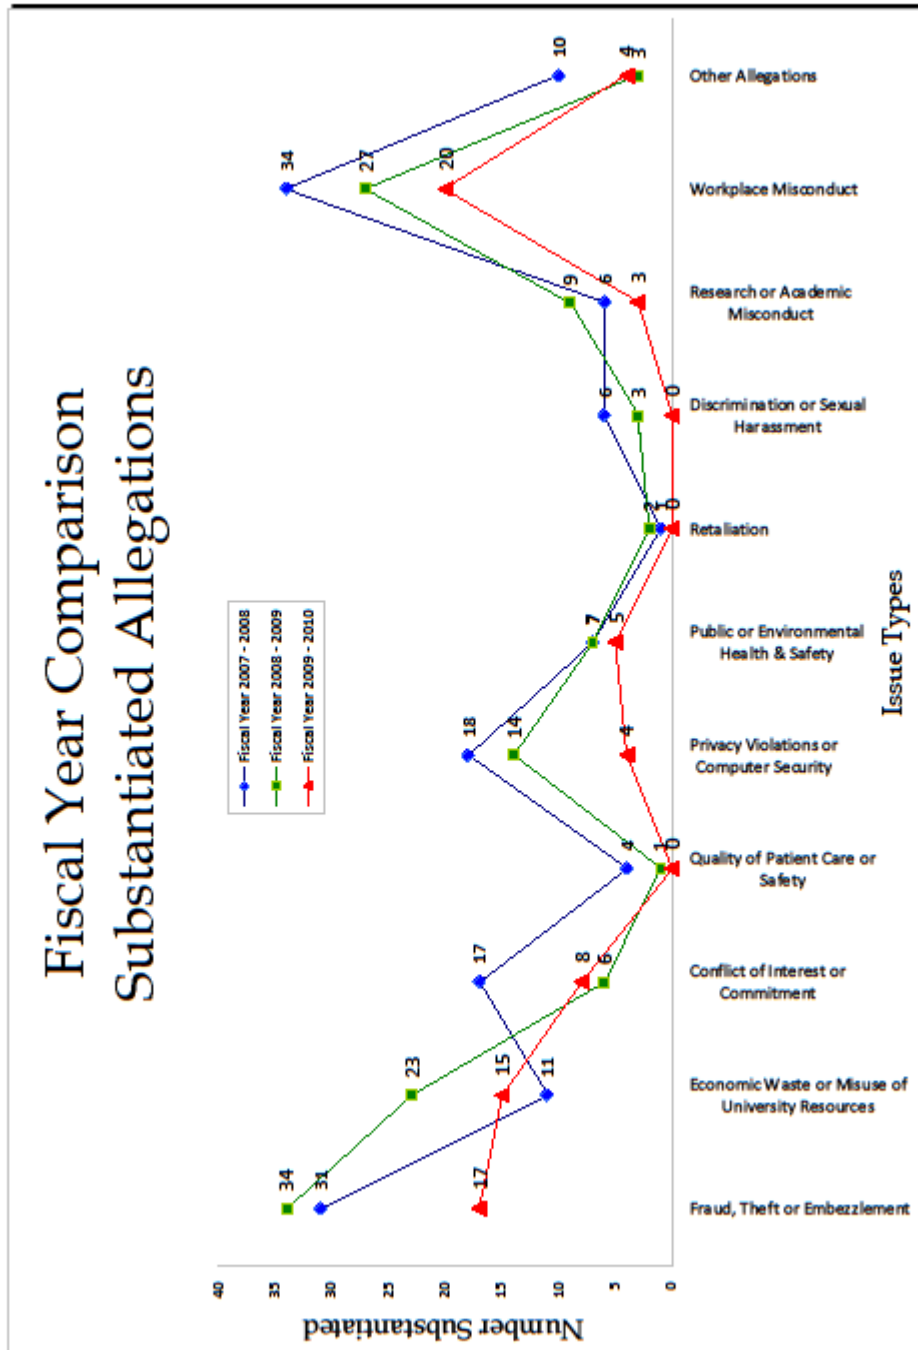 Fiscal Year Comparison
Substantiated Allegations
Fiscal Year 2007 - 2008
Fiscal Year 2008 - 2009
Fiscal Year 2009 - 2010
Number Substantiated
40
35
30
25
20
15
10
5
0
34
31
17
23
15
11
17
8
6
4
1
0
18
14
4
7
5
2
1
0
6
3
0
9
6
3
34
27
20
10
4
3
Fraud, Theft or Embezzlement
Economic Waste or Misuse of
University Resources
Conflict of Interest or
Commitment
Quality of Patient Care or
Safety
Privacy Violations or
Computer Security
Public or Environmental
Health & Safety
Retaliation
Discrimination or Sexual
Harassment
Research or Academic
Misconduct
Workplace Misconduct
Other Allegations
Issue Types